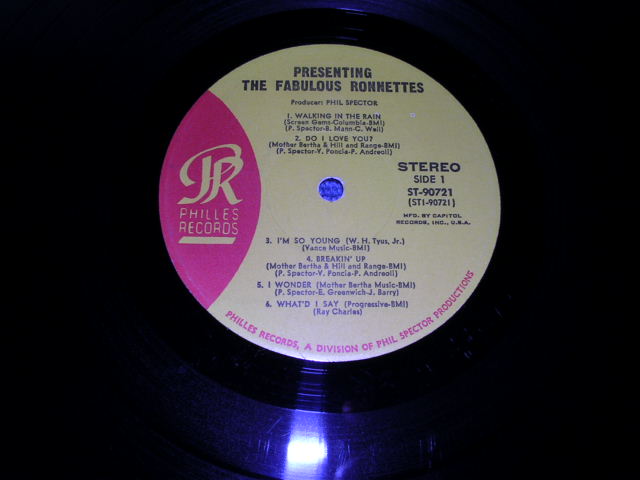 PRESENTING
THE FABULOUS RONNETTES
Producer: PHIL SPECTOR
1. WALKING IN THE RAIN
(Screen Gems-Columbia-BMI)
(P. Spector-B. Mann-C. Weil)
2. DO I LOVE YOU?
(Mother Bertha & Hill and Range-BMI)
(P. Spector-V. Poncia-P. Andreoli)
STEREO
SIDE 1
ST-90721
(ST1-90721)
MFD. BY CAPITOL
RECORDS, INC., U.S.A.
PR
PHILLES
RECORDS
3. I'M SO YOUNG (W. H. Tyus, Jr.)
(Vance Music-BMI)
4. BREAKIN' UP
(Mother Bertha & Hill and Range-BMI)
(P. Spector-V. Poncia-P. Andreoli)
5. I WONDER (Mother Bertha Music-BMI)
(P. Spector-E. Greenwich-J. Barry)
6. WHAT'D I SAY (Progressive-BMI)
(Ray Charles)
PHILLES RECORDS, A DIVISION OF PHIL SPECTOR PRODUCTIONS